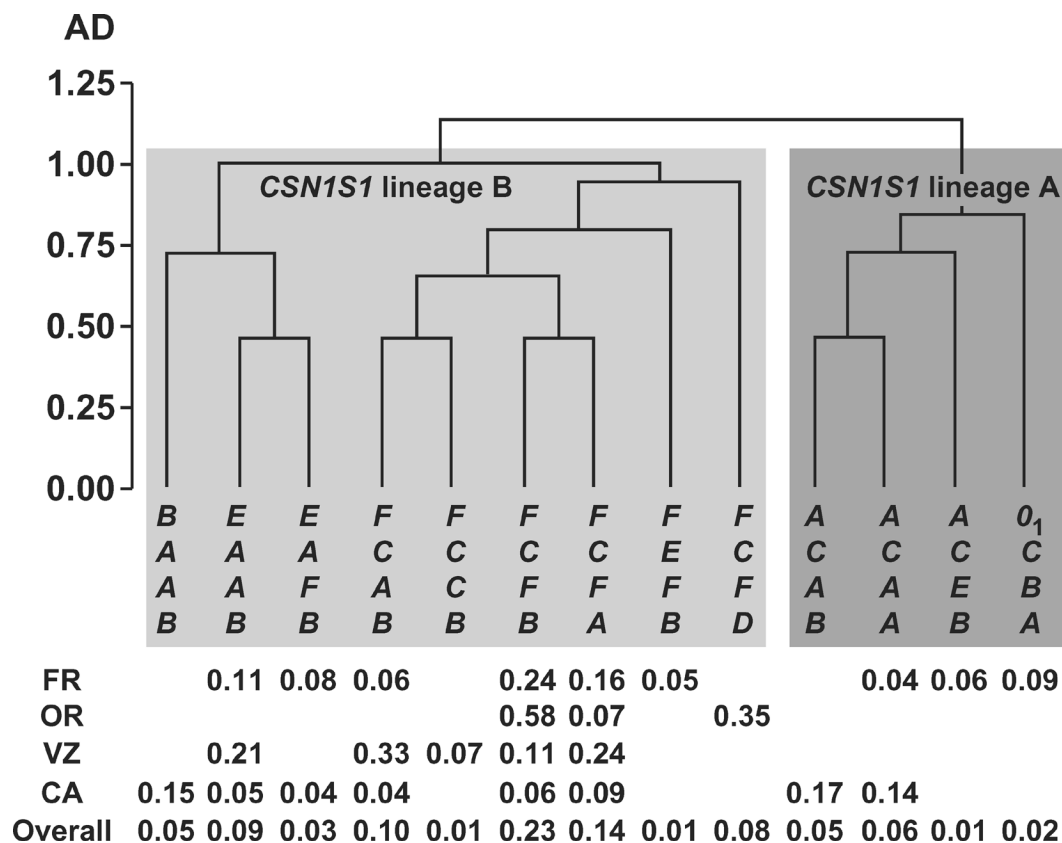 AD
1.25
1.00
CSN1S1 lineage B CSN1S1 lineage A
0.75
0.50
0.25
0.00
B E E F F F F F F A A A 0₁
A A A C C C C E C C C C C
A A F A C F F F F A A E B
B B B B B B A B D B A B A
FR 0.11 0.08 0.06 0.24 0.16 0.05 0.04 0.06 0.09
OR 0.58 0.07 0.35
VZ 0.21 0.33 0.07 0.11 0.24
CA 0.15 0.05 0.04 0.04 0.06 0.09 0.17 0.14
Overall 0.05 0.09 0.03 0.10 0.01 0.23 0.14 0.01 0.08 0.05 0.06 0.01 0.02